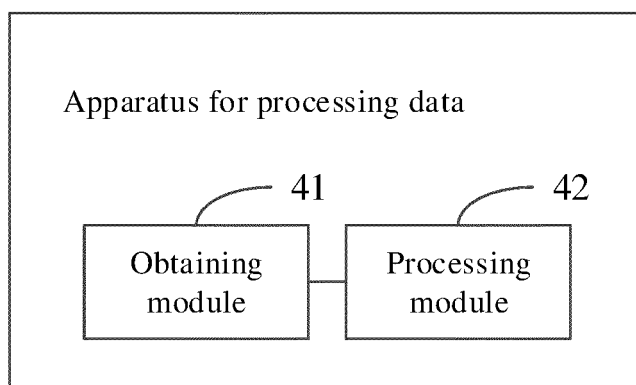 Apparatus for processing data
41
42
Obtaining
module
Processing
module